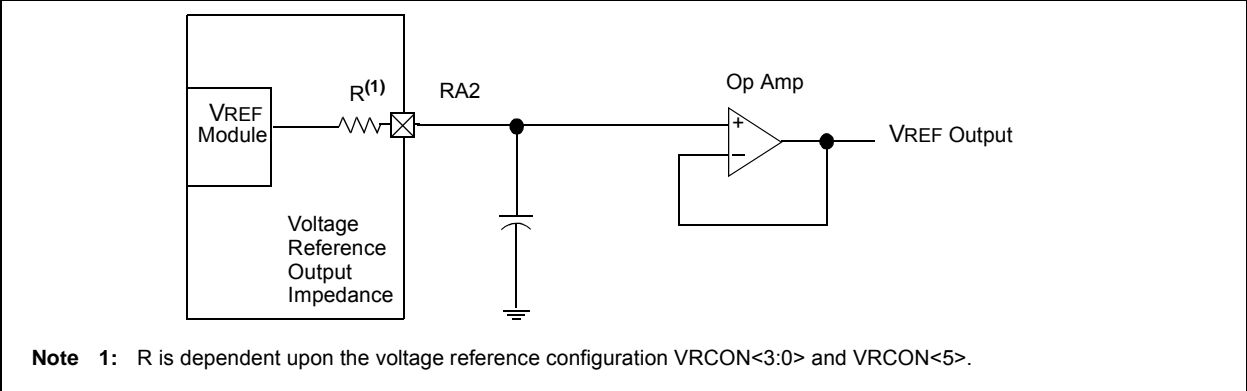 Op Amp
R(1)
RA2
VREF
Module
+
−
VREF Output
Voltage
Reference
Output
Impedance
Note 1: R is dependent upon the voltage reference configuration VRCON<3:0> and VRCON<5>.